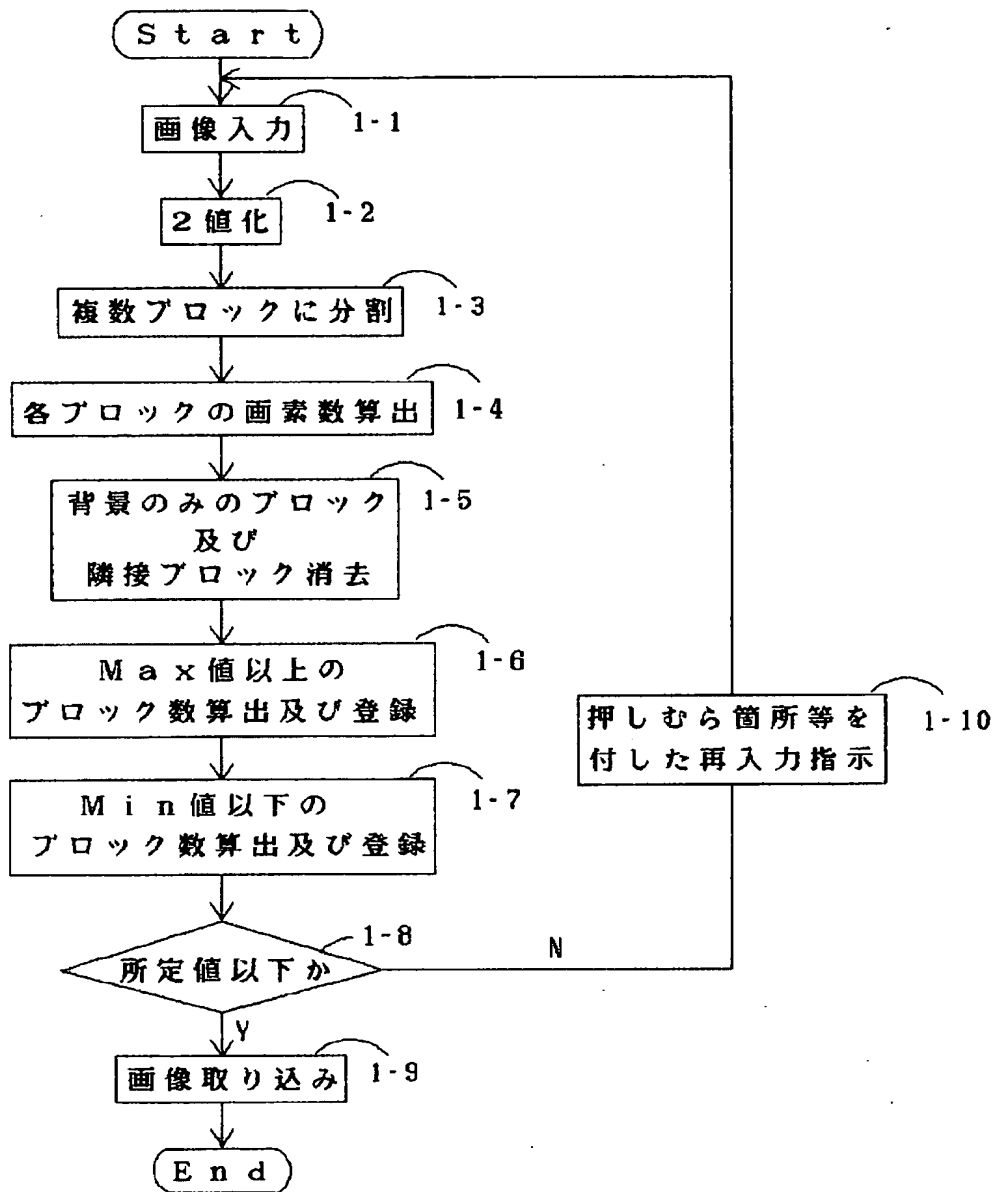 Start
画像入力
1-1
2値化
1-2
複数ブロックに分割
1-3
各ブロックの画素数算出
1-4
背景のみのブロック
及び
隣接ブロック消去
1-5
Max値以上の
ブロック数算出及び登録
1-6
Min値以下の
ブロック数算出及び登録
1-7
所定値以下か
1-8
N
押しむら箇所等を
付した再入力指示
1-10
Y
画像取り込み
1-9
End